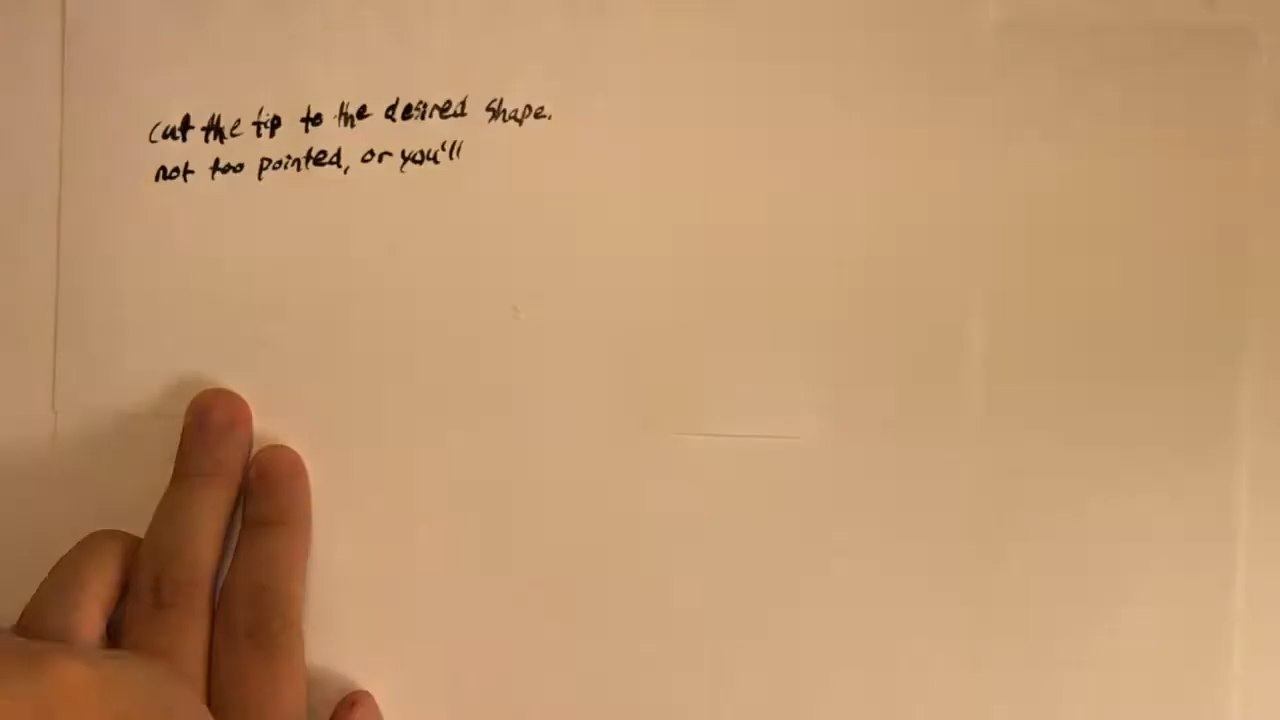 cut the tip to the desired shape.
not too pointed, or you'll